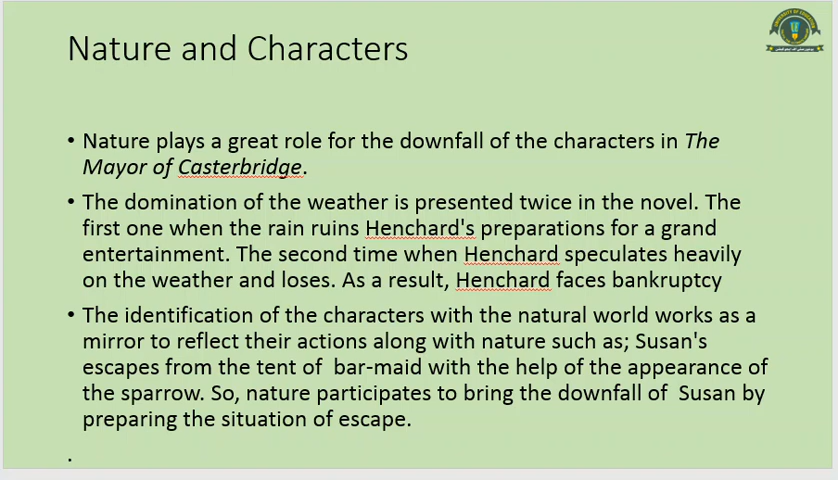 Nature and Characters
• Nature plays a great role for the downfall of the characters in The
Mayor of Casterbridge.
• The domination of the weather is presented twice in the novel. The
first one when the rain ruins Henchard's preparations for a grand
entertainment. The second time when Henchard speculates heavily
on the weather and loses. As a result, Henchard faces bankruptcy
• The identification of the characters with the natural world works as a
mirror to reflect their actions along with nature such as; Susan's
escapes from the tent of bar-maid with the help of the appearance of
the sparrow. So, nature participates to bring the downfall of Susan by
preparing the situation of escape.
.